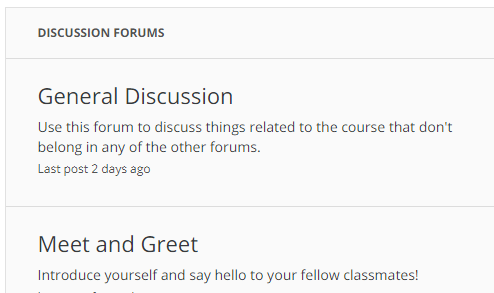 DISCUSSION FORUMS
General Discussion
Use this forum to discuss things related to the course that don't
belong in any of the other forums.
Last post 2 days ago
Meet and Greet
Introduce yourself and say hello to your fellow classmates!